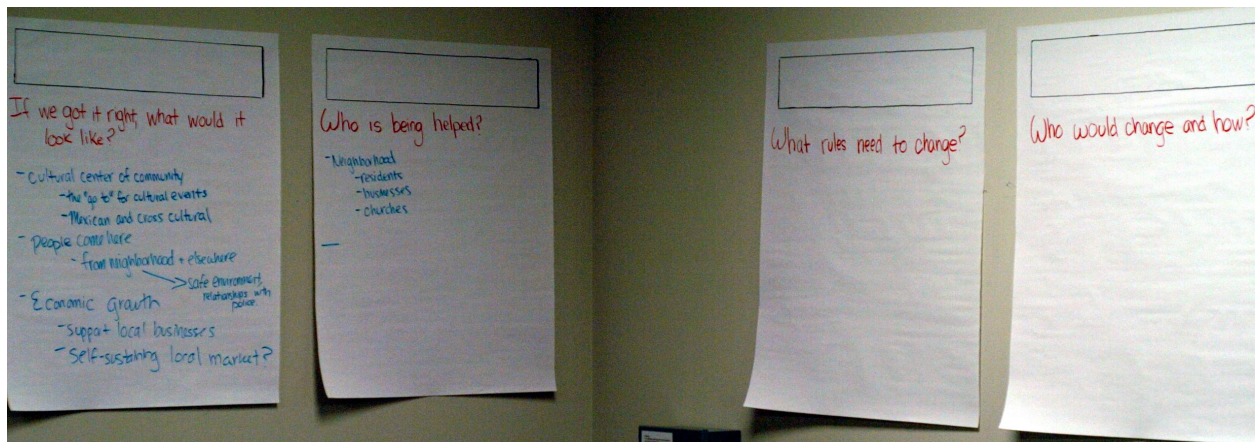 If we got it right, what would it
look like?
- cultural center of community
- the "go to" for cultural events
- Mexican and cross cultural
- people come here
- from neighborhood + elsewhere
safe environment,
relationships with
police.
- Economic growth
- support local businesses
- Self-sustaining local market?
Who is being helped?
- Neighborhood
- residents
- businesses
- churches
-
What rules need to change?
Who would change and how?